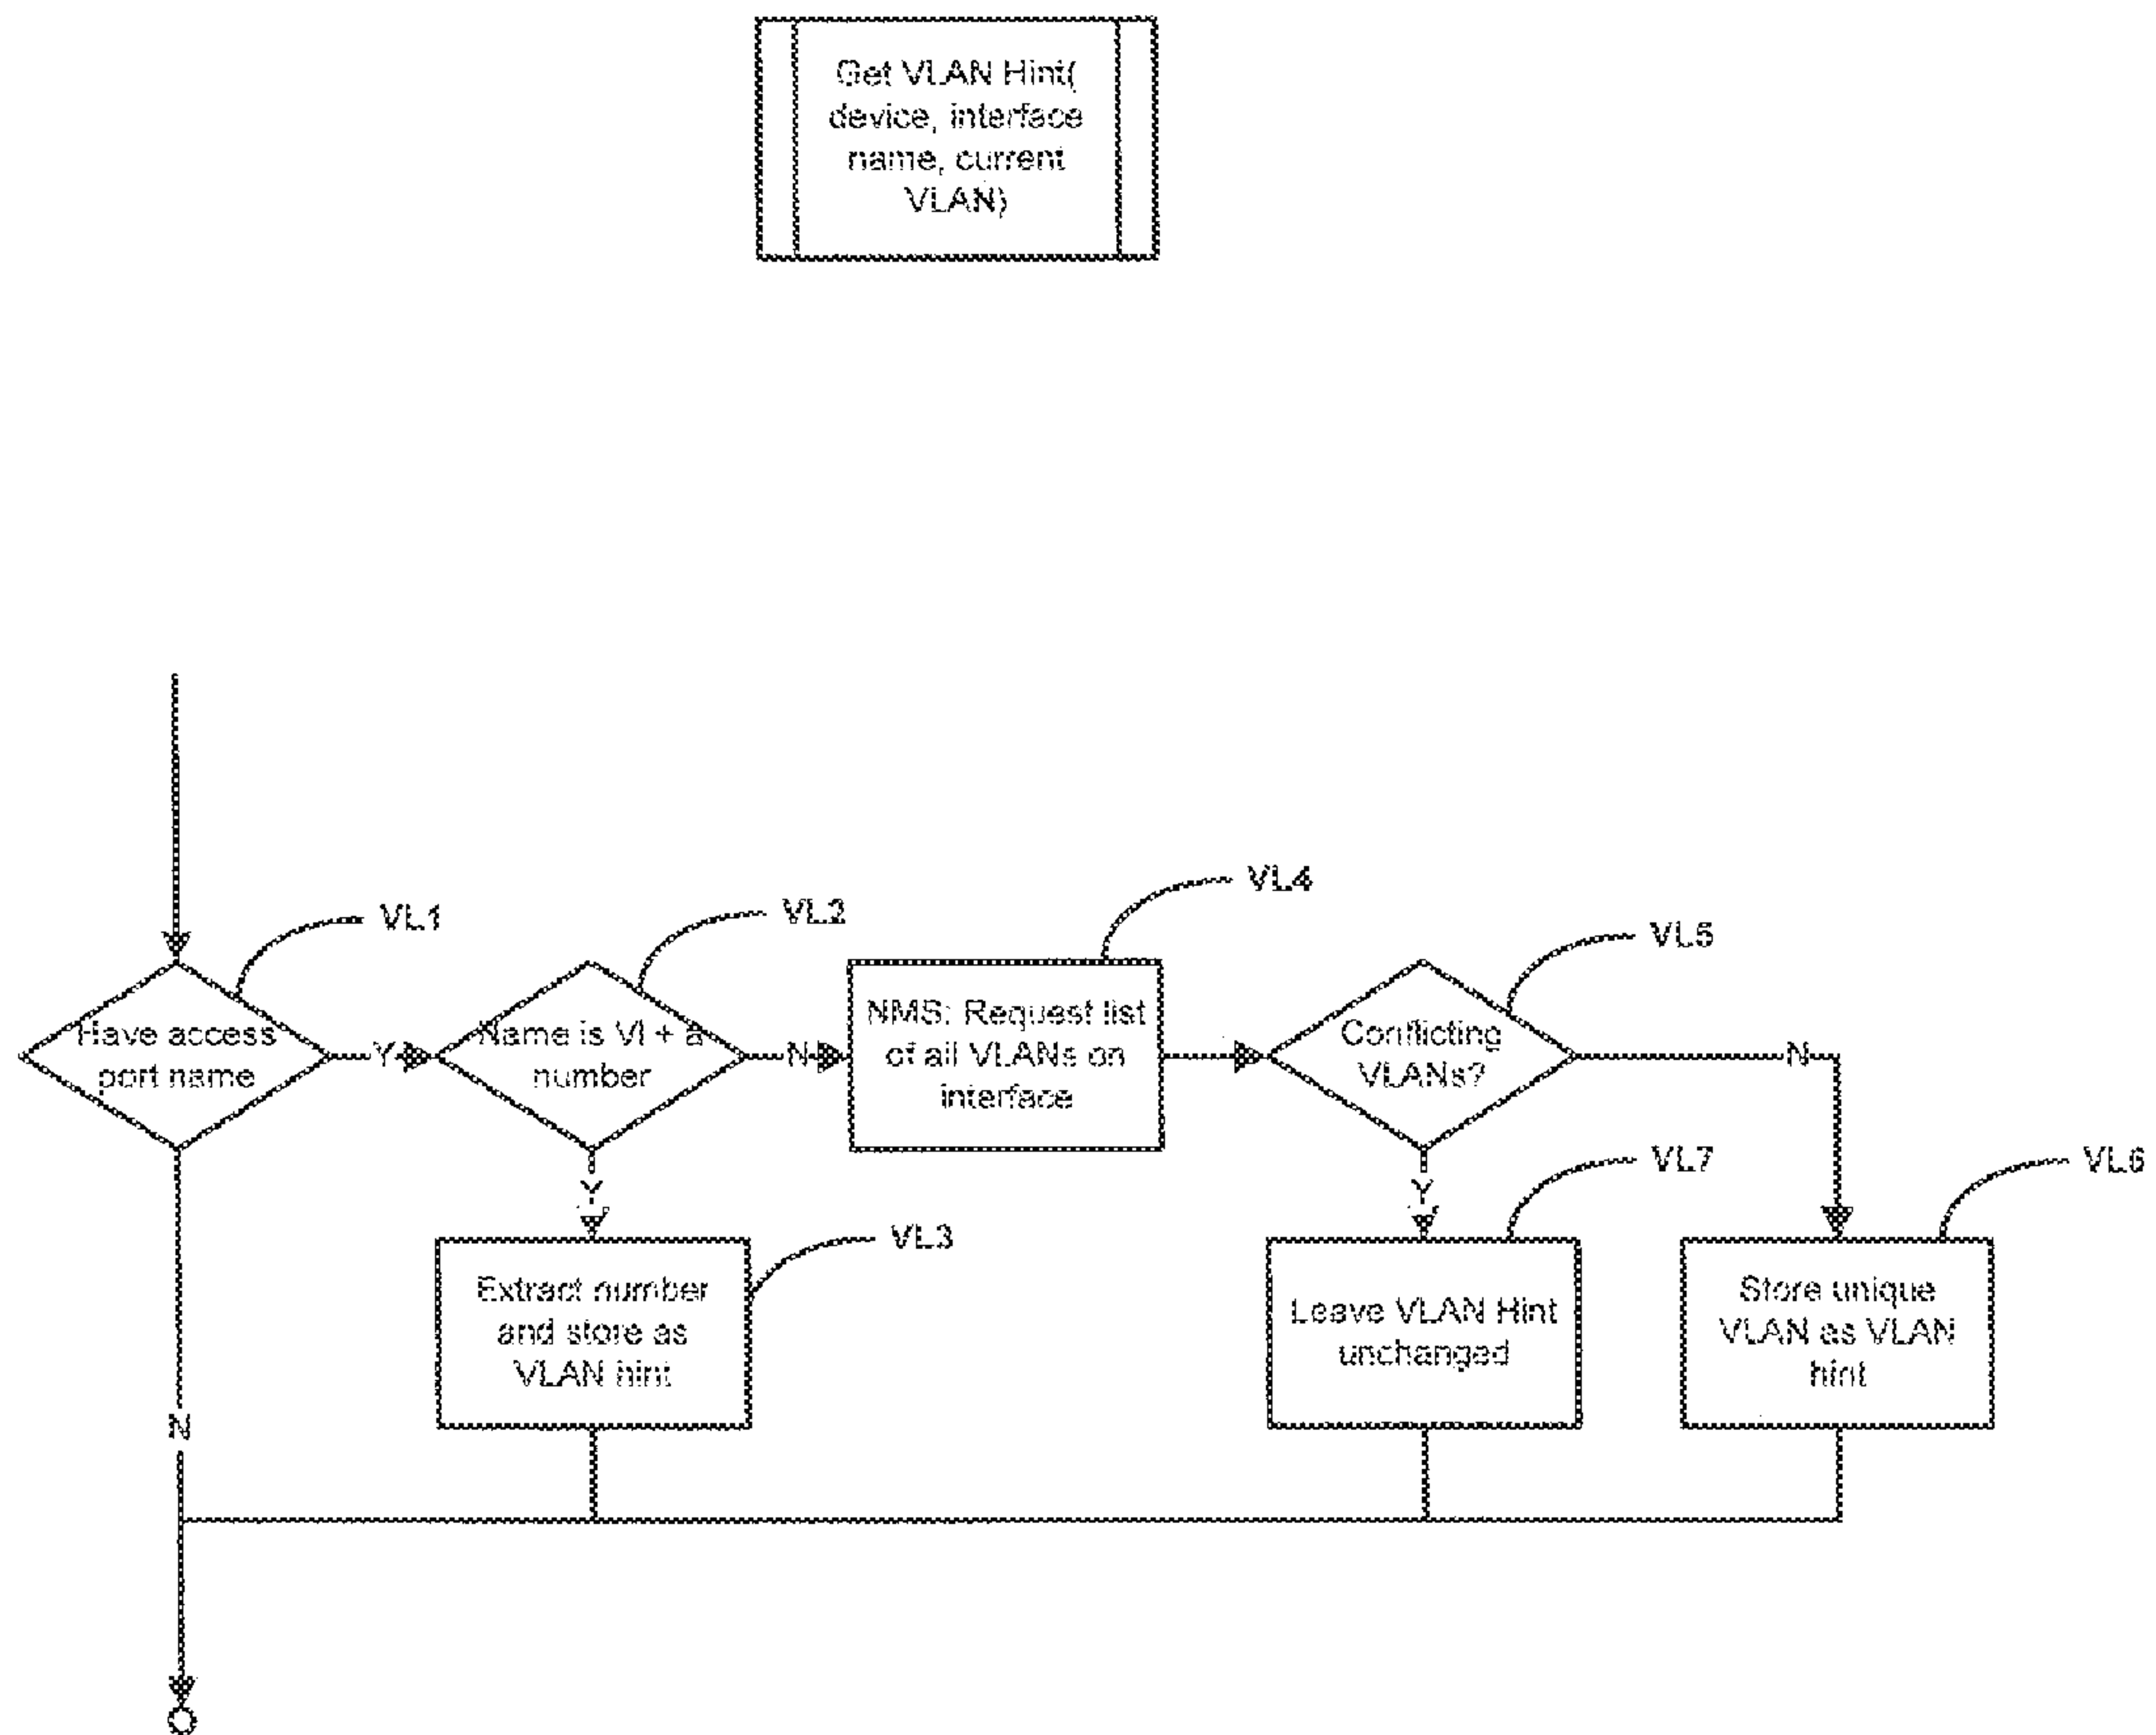 Get VLAN Hint(
device, interface
name, current
VLAN)
VL1
VL2
VL4
VL5
Have access
port name
Y
Name is Vl + a
number
N
NMS: Request list
of all VLANs on
interface
Conflicting
VLANs?
N
Y
Y
VL3
VL7
VL6
Extract number
and store as
VLAN hint
Leave VLAN Hint
unchanged
Store unique
VLAN as VLAN
hint
N